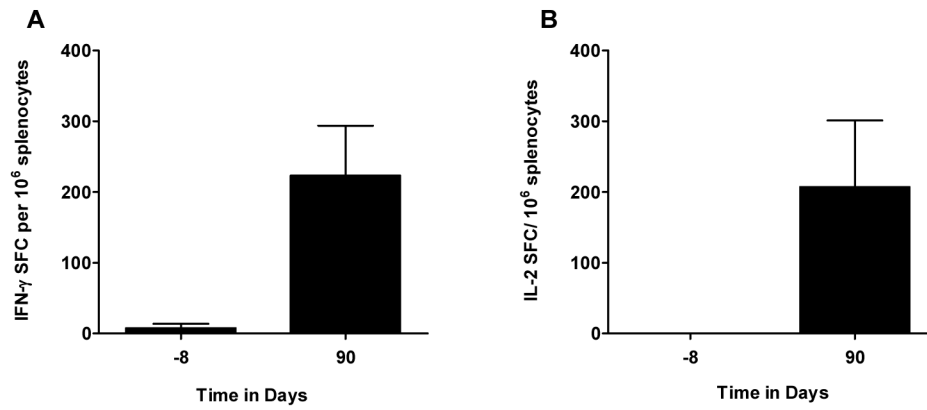 A
IFN-γ SFC per 10⁶ splenocytes
400
300
200
100
0
-8
90
Time in Days
B
IL-2 SFC/ 10⁶ splenocytes
400
300
200
100
0
-8
90
Time in Days